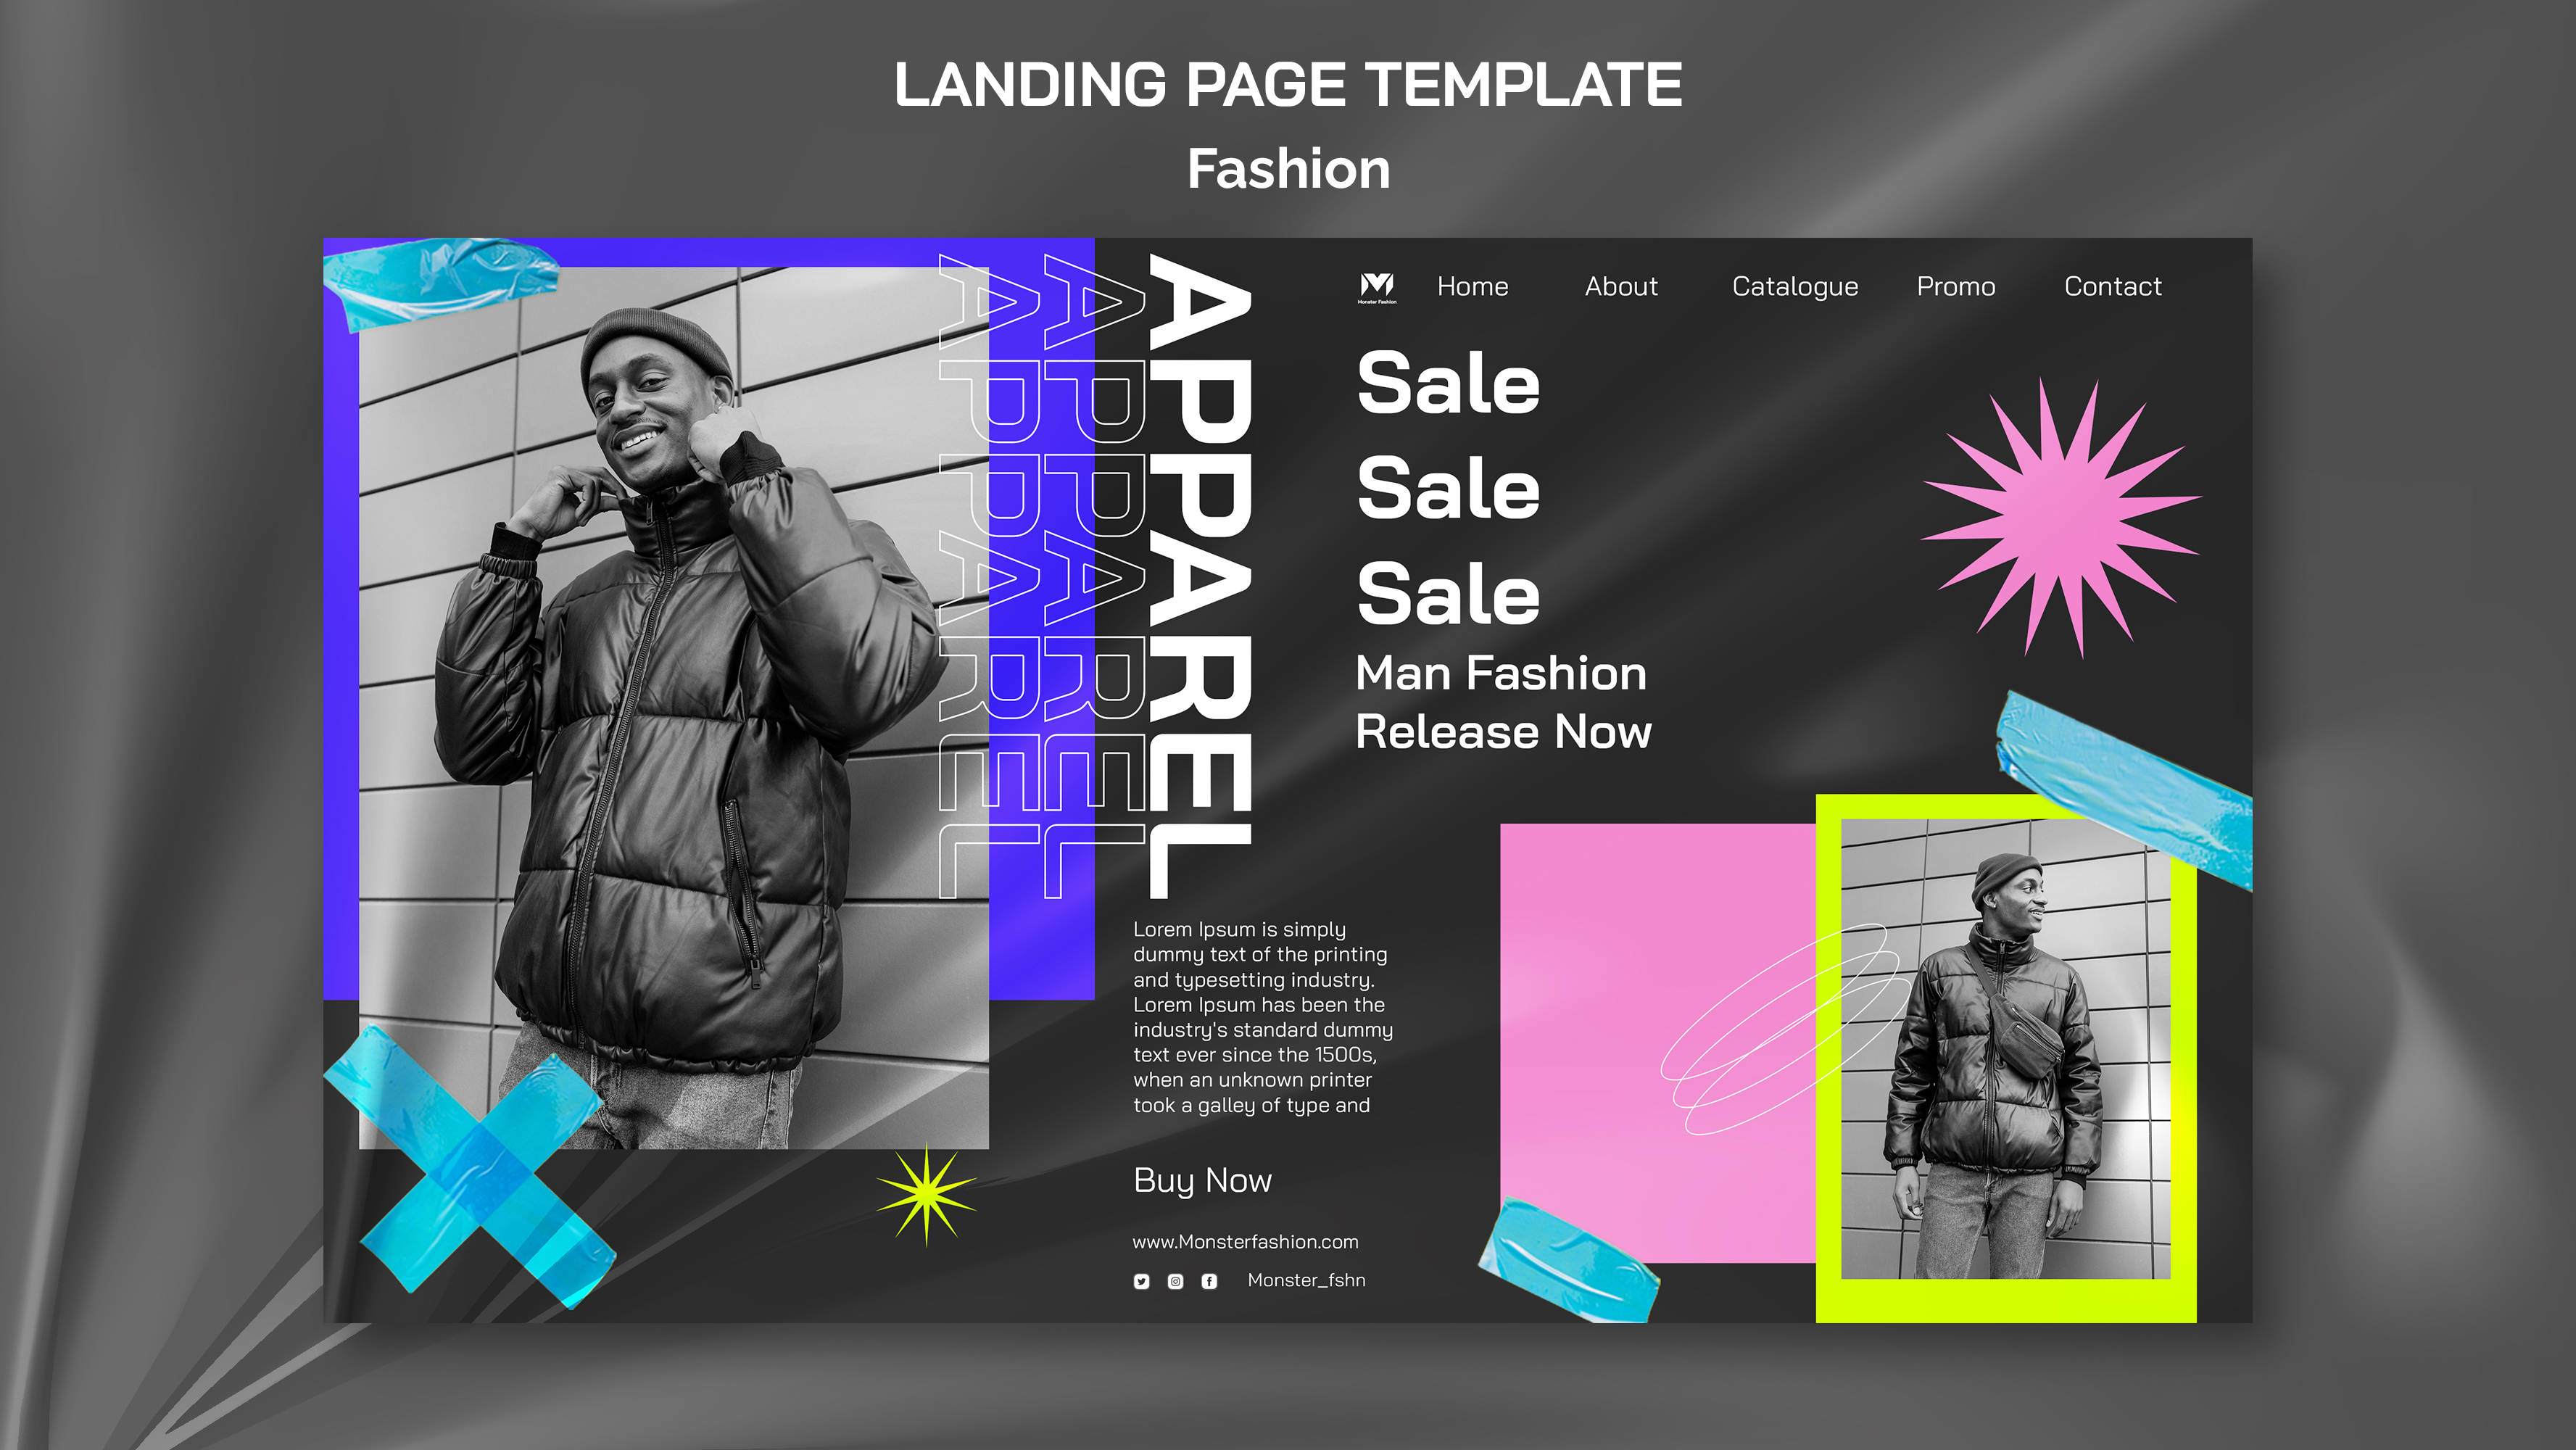 LANDING PAGE TEMPLATE
Fashion
Monster Fashion
Home
About
Catalogue
Promo
Contact
APPAREL
APPAREL
APPAREL
Sale
Sale
Sale
Man Fashion
Release Now
Lorem Ipsum is simply
dummy text of the printing
and typesetting industry.
Lorem Ipsum has been the
industry's standard dummy
text ever since the 1500s,
when an unknown printer
took a galley of type and
Buy Now
www.Monsterfashion.com
Monster_fshn